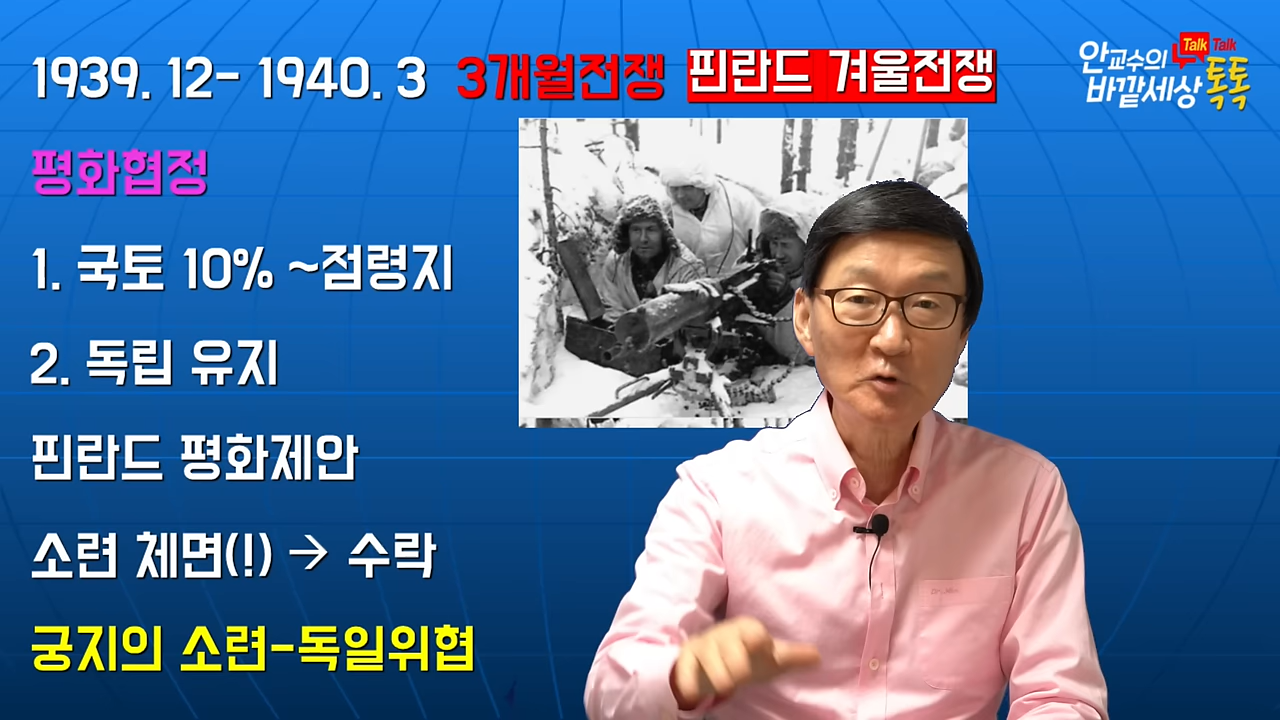 1939. 12- 1940. 3 3개월전쟁 핀란드 겨울전쟁
안교수의 Talk Talk
바깥세상 톡톡
평화협정
1. 국토 10% ~점령지
2. 독립 유지
핀란드 평화제안
소련 체면(!) → 수락
궁지의 소련-독일위협